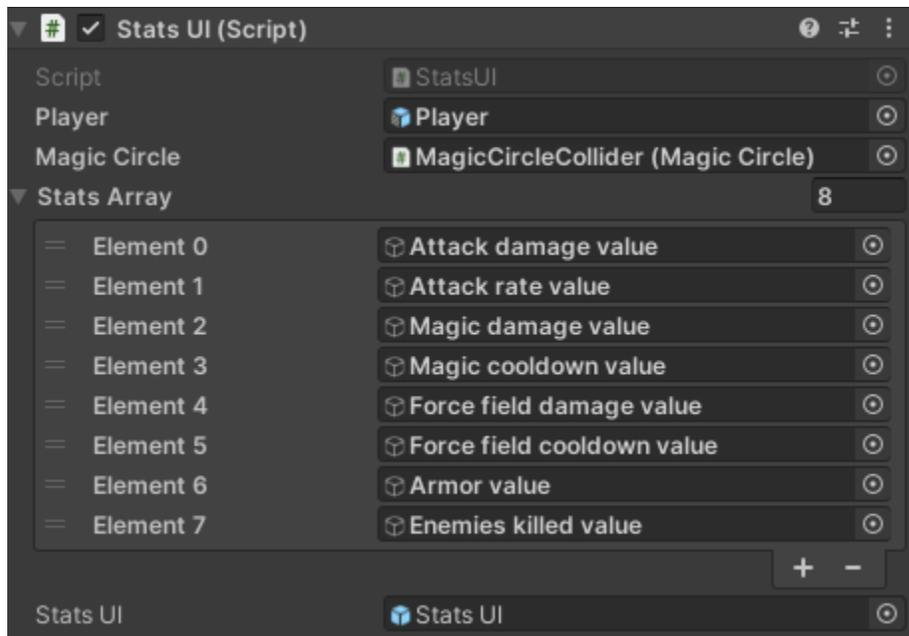 Stats UI (Script)
Script StatsUI
Player Player
Magic Circle MagicCircleCollider (Magic Circle)
Stats Array 8
Element 0 Attack damage value
Element 1 Attack rate value
Element 2 Magic damage value
Element 3 Magic cooldown value
Element 4 Force field damage value
Element 5 Force field cooldown value
Element 6 Armor value
Element 7 Enemies killed value
+ −
Stats UI Stats UI